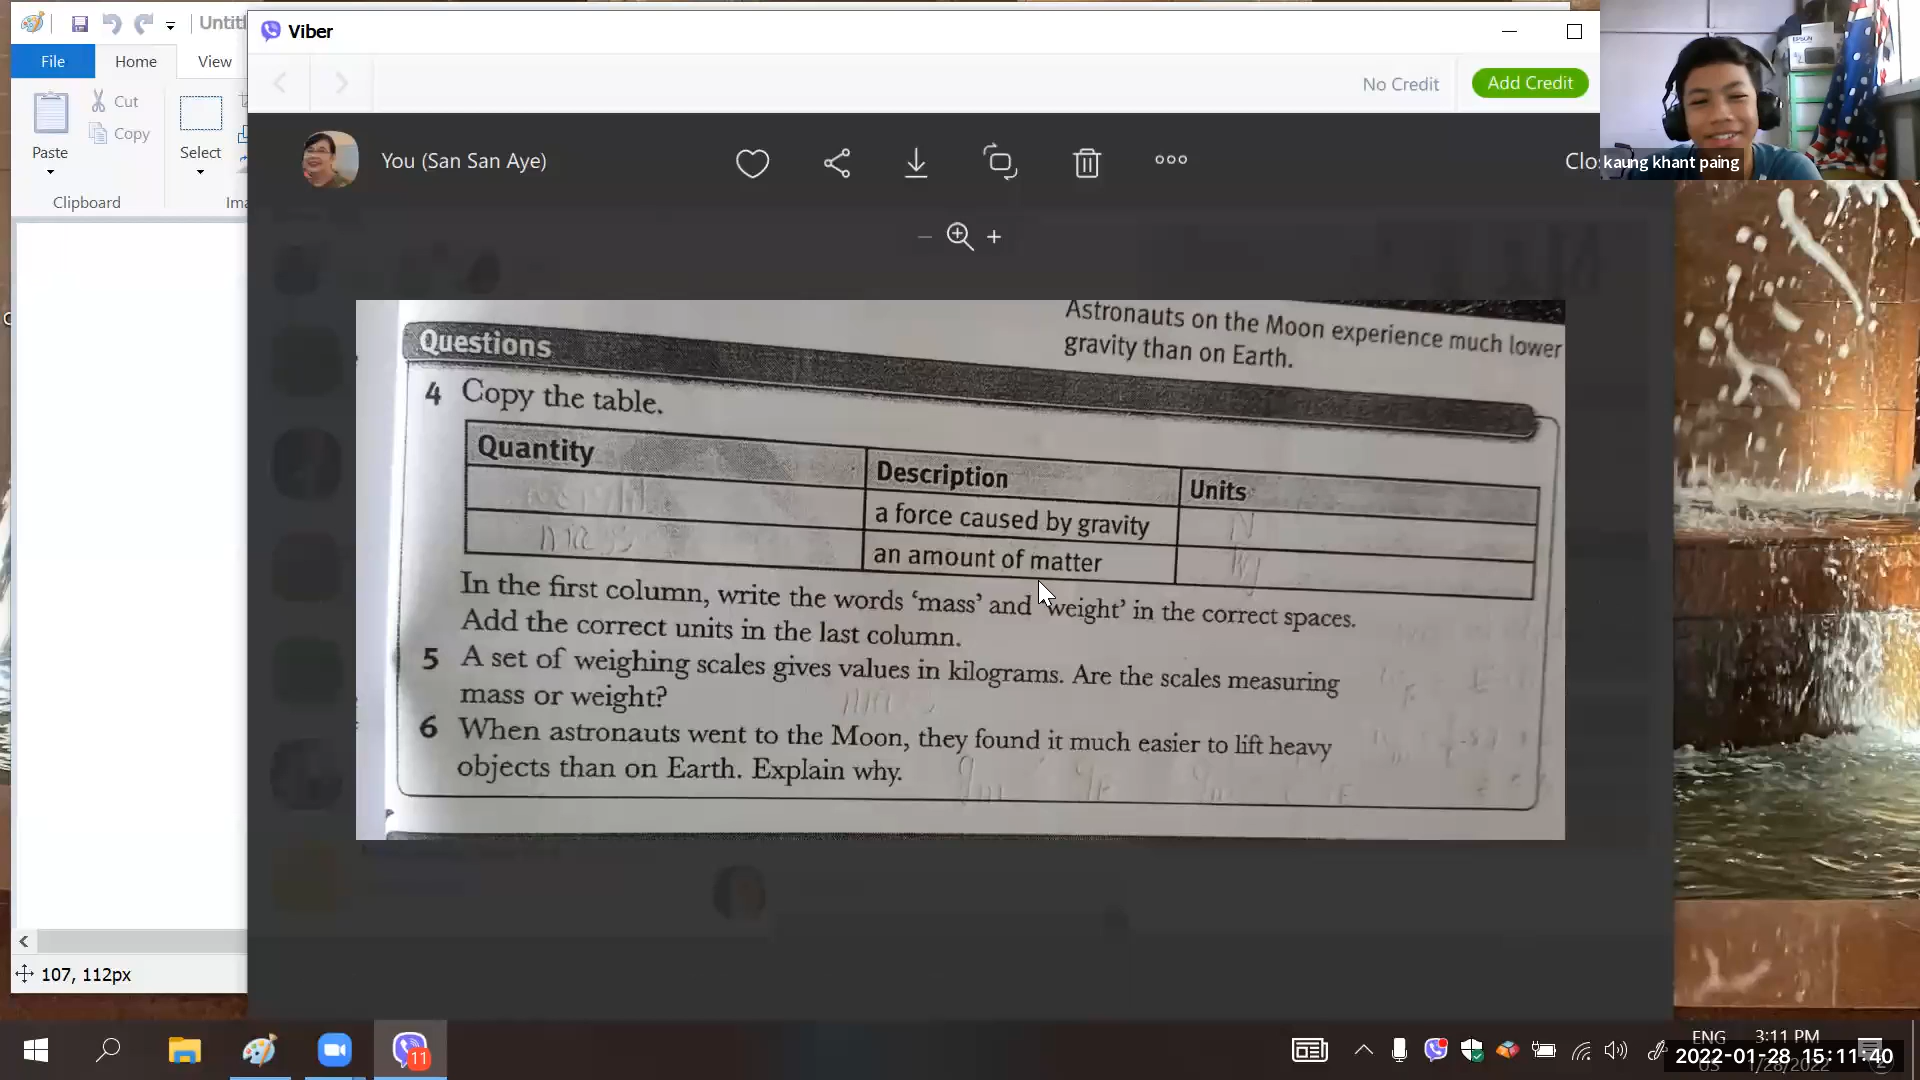 Untitl
Viber
File
Home
View
No Credit
Add Credit
Paste
Cut
Copy
Select
Clipboard
Ima
You (San San Aye)
Clo
kaung khant paing
Astronauts on the Moon experience much lower
gravity than on Earth.
Questions
4 Copy the table.
Quantity Description Units
weight a force caused by gravity N
mass an amount of matter kg
In the first column, write the words ‘mass’ and ‘weight’ in the correct spaces.
Add the correct units in the last column.
5 A set of weighing scales gives values in kilograms. Are the scales measuring
mass or weight?
6 When astronauts went to the Moon, they found it much easier to lift heavy
objects than on Earth. Explain why.
107, 112px
11
ENG
3:11 PM
2022-01-28 15:11:40
EPSON